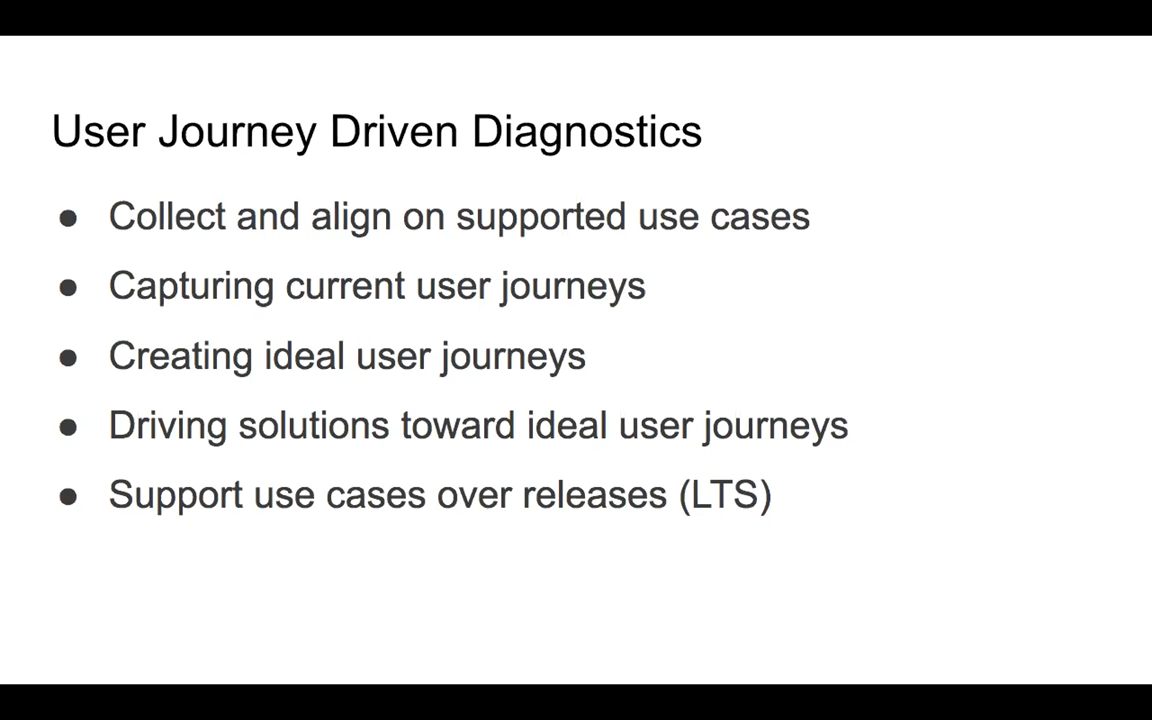 User Journey Driven Diagnostics
● Collect and align on supported use cases
● Capturing current user journeys
● Creating ideal user journeys
● Driving solutions toward ideal user journeys
● Support use cases over releases (LTS)